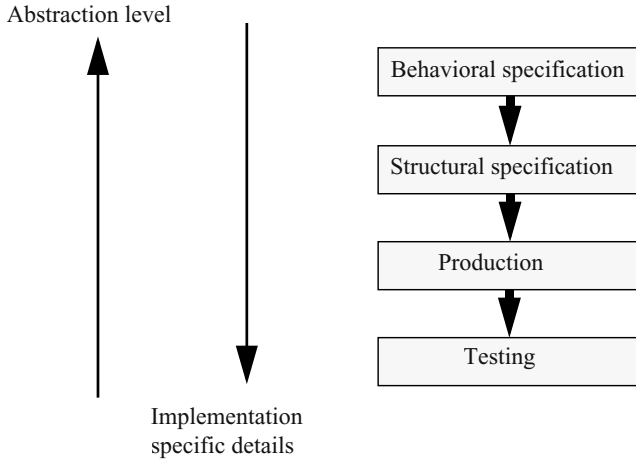 Abstraction level
Behavioral specification
Structural specification
Production
Testing
Implementation
specific details